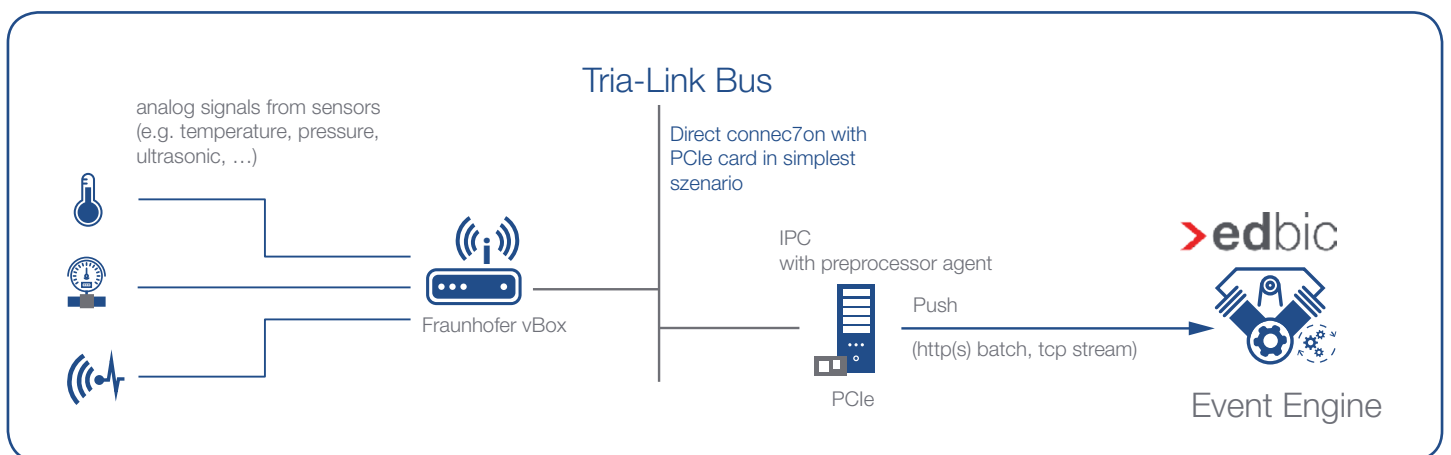 Tria-Link Bus
analog signals from sensors
(e.g. temperature, pressure,
ultrasonic, …)
Direct connec7on with
PCIe card in simplest
szenario
Fraunhofer vBox
IPC
with preprocessor agent
PCIe
Push
(http(s) batch, tcp stream)
edbic
Event Engine